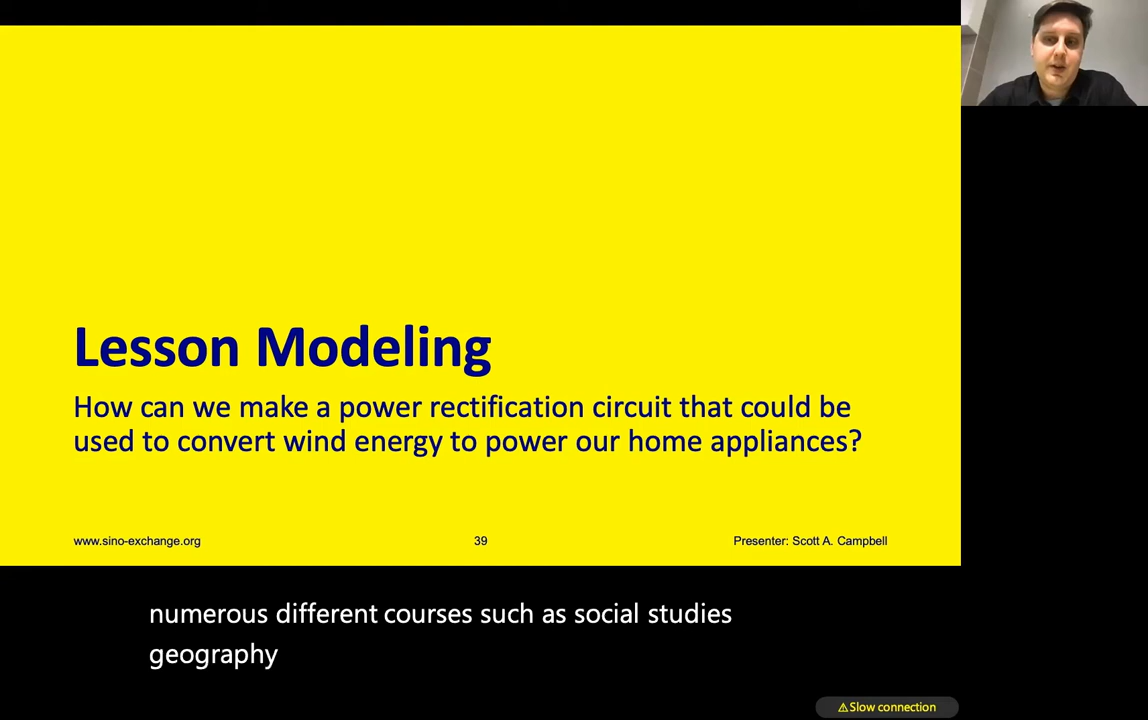 Lesson Modeling
How can we make a power rectification circuit that could be
used to convert wind energy to power our home appliances?
www.sino-exchange.org
39
Presenter: Scott A. Campbell
numerous different courses such as social studies
geography
⚠Slow connection